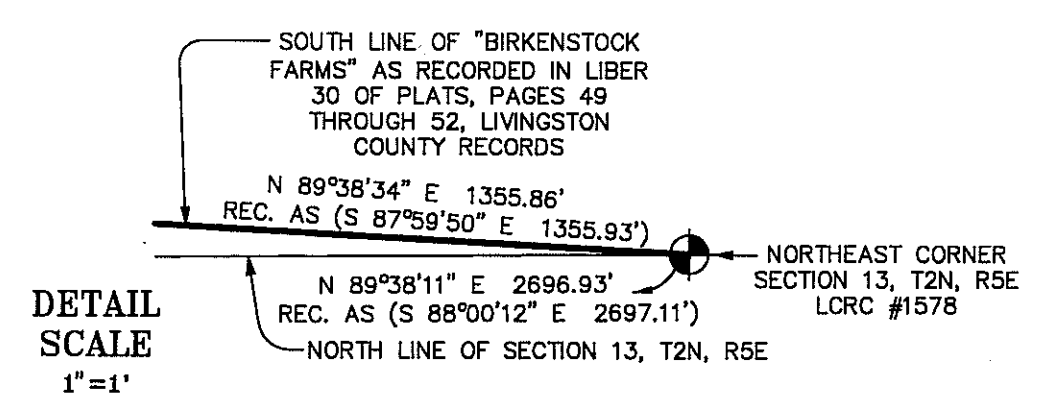 SOUTH LINE OF "BIRKENSTOCK
FARMS" AS RECORDED IN LIBER
30 OF PLATS, PAGES 49
THROUGH 52, LIVINGSTON
COUNTY RECORDS
N 89°38'34" E 1355.86'
REC. AS (S 87°59'50" E 1355.93')
NORTHEAST CORNER
SECTION 13, T2N, R5E
LCRC #1578
N 89°38'11" E 2696.93'
REC. AS (S 88°00'12" E 2697.11')
NORTH LINE OF SECTION 13, T2N, R5E
DETAIL
SCALE
1"=1'